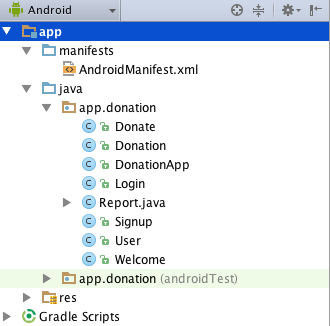 Android
app
manifests
AndroidManifest.xml
java
app.donation
Donate
Donation
DonationApp
Login
Report.java
Signup
User
Welcome
app.donation (androidTest)
res
Gradle Scripts